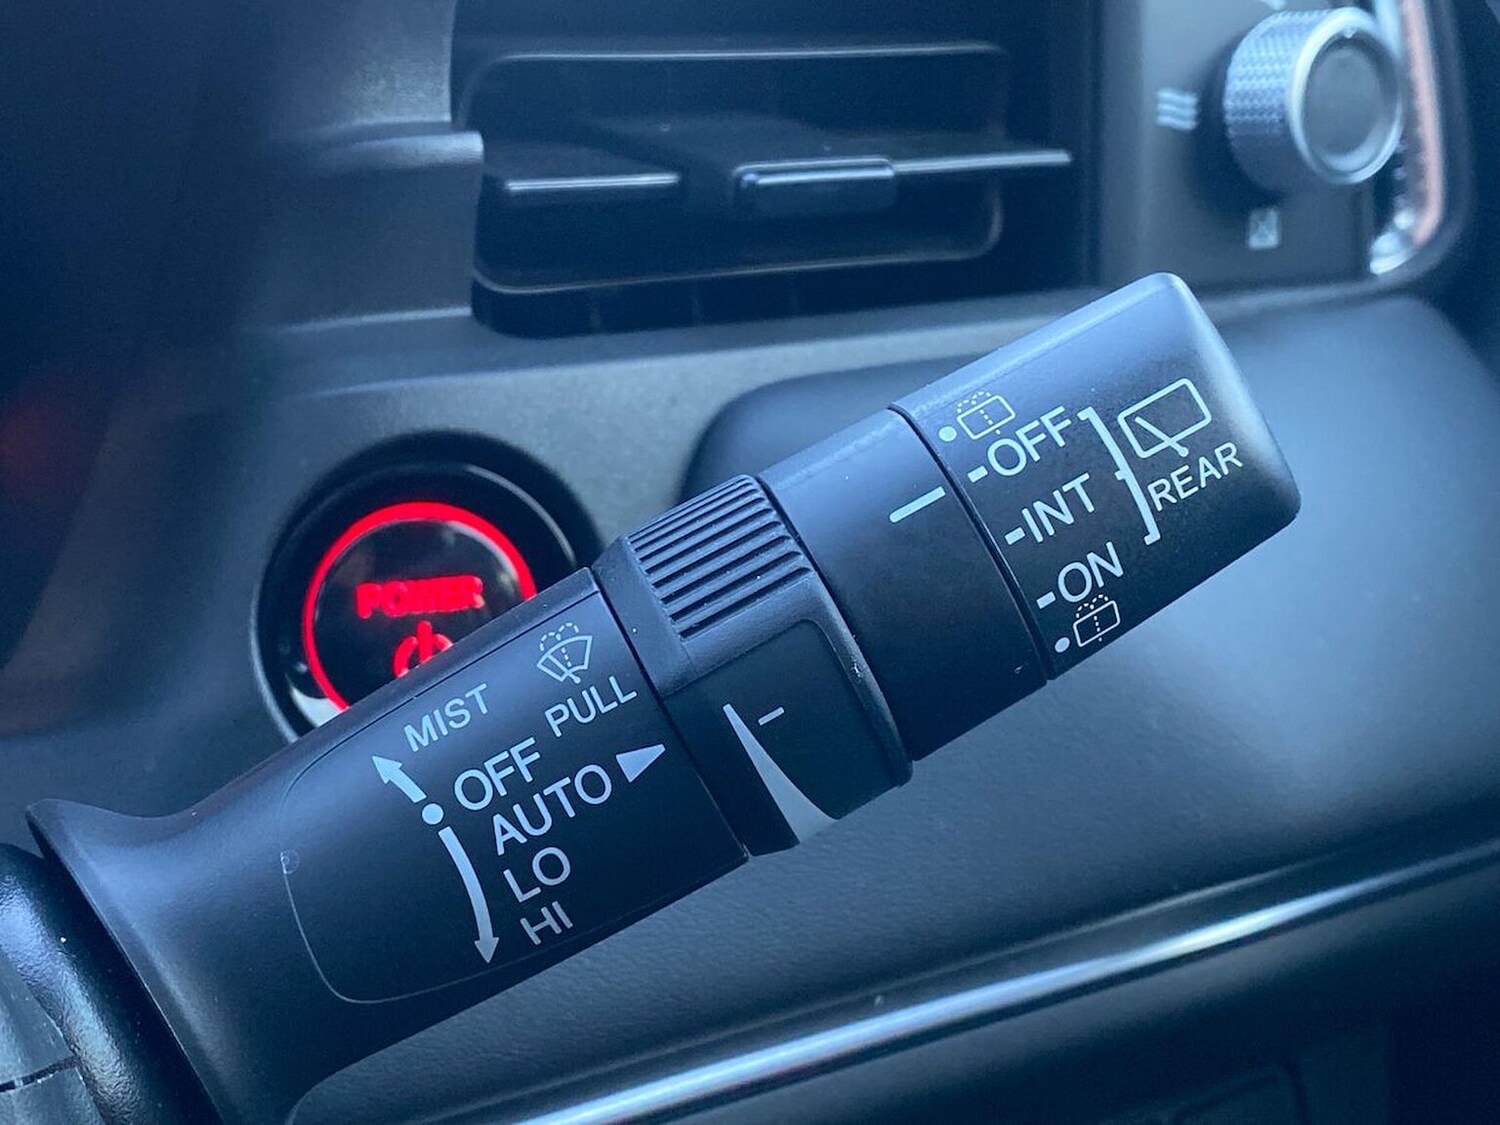 POWER
MIST
PULL
OFF
AUTO
LO
HI
OFF
INT
ON
REAR